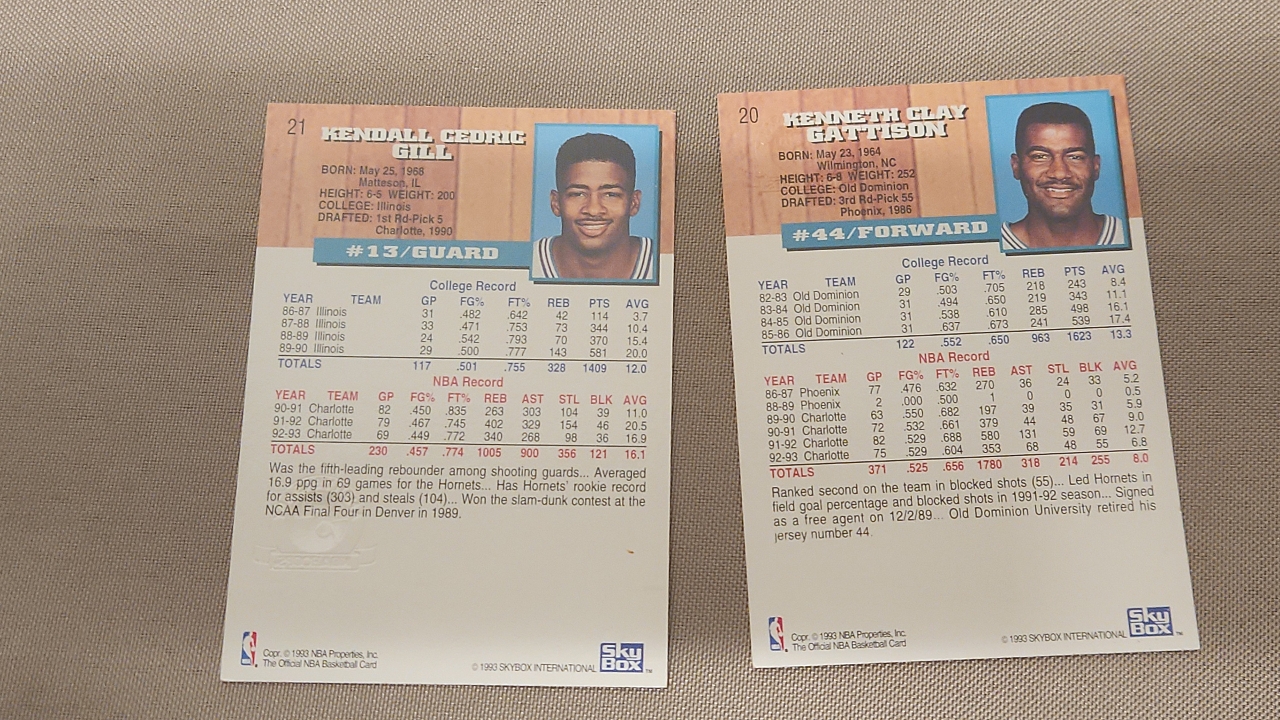 21
KENDALL CEDRIC
GILL
BORN: May 25, 1968
Matteson, IL
HEIGHT: 6-5 WEIGHT: 200
COLLEGE: Illinois
DRAFTED: 1st Rd-Pick 5
Charlotte, 1990
#13/GUARD
College Record
YEAR TEAM GP FG% FT% REB PTS AVG
86-87 Illinois 31 .482 .642 42 114 3.7
87-88 Illinois 33 .471 .753 73 344 10.4
88-89 Illinois 24 .542 .793 70 370 15.4
89-90 Illinois 29 .500 .777 143 581 20.0
TOTALS 117 .501 .755 328 1409 12.0
NBA Record
YEAR TEAM GP FG% FT% REB AST STL BLK AVG
90-91 Charlotte 82 .450 .835 263 303 104 39 11.0
91-92 Charlotte 79 .467 .745 402 329 154 46 20.5
92-93 Charlotte 69 .449 .772 340 268 98 36 16.9
TOTALS 230 .457 .774 1005 900 356 121 16.1
Was the fifth-leading rebounder among shooting guards... Averaged
16.9 ppg in 69 games for the Hornets... Has Hornets' rookie record
for assists (303) and steals (104)... Won the slam-dunk contest at the
NCAA Final Four in Denver in 1989.
Copr. © 1993 NBA Properties, Inc.
The Official NBA Basketball Card
© 1993 SKYBOX INTERNATIONAL
Sky
BOX ™
20
KENNETH CLAY
GATTISON
BORN: May 23, 1964
Wilmington, NC
HEIGHT: 6-8 WEIGHT: 252
COLLEGE: Old Dominion
DRAFTED: 3rd Rd-Pick 55
Phoenix, 1986
#44/FORWARD
College Record
YEAR TEAM GP FG% FT% REB PTS AVG
82-83 Old Dominion 29 .503 .705 218 243 8.4
83-84 Old Dominion 31 .494 .650 219 343 11.1
84-85 Old Dominion 31 .538 .610 285 498 16.1
85-86 Old Dominion 31 .637 .673 241 539 17.4
TOTALS 122 .552 .650 963 1623 13.3
NBA Record
YEAR TEAM GP FG% FT% REB AST STL BLK AVG
86-87 Phoenix 77 .476 .632 270 36 24 33 5.2
88-89 Phoenix 2 .000 .500 1 0 0 0 0.5
89-90 Charlotte 63 .550 .682 197 39 35 31 5.9
90-91 Charlotte 72 .532 .661 379 44 48 67 9.0
91-92 Charlotte 82 .529 .688 580 131 59 69 12.7
92-93 Charlotte 75 .529 .604 353 68 48 55 6.8
TOTALS 371 .525 .656 1780 318 214 255 8.0
Ranked second on the team in blocked shots (55)... Led Hornets in
field goal percentage and blocked shots in 1991-92 season... Signed
as a free agent on 12/2/89... Old Dominion University retired his
jersey number 44.
Copr. © 1993 NBA Properties, Inc.
The Official NBA Basketball Card
© 1993 SKYBOX INTERNATIONAL
Sky
BOX ™